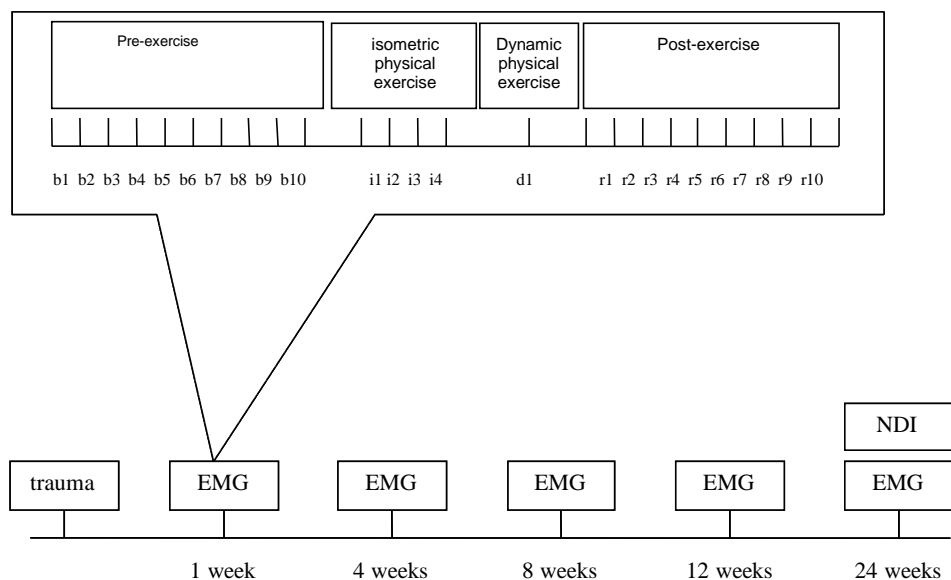 Pre-exercise
isometric
physical
exercise
Dynamic
physical
exercise
Post-exercise
b1 b2 b3 b4 b5 b6 b7 b8 b9 b10 i1 i2 i3 i4 d1 r1 r2 r3 r4 r5 r6 r7 r8 r9 r10
NDI
trauma EMG EMG EMG EMG EMG
1 week 4 weeks 8 weeks 12 weeks 24 weeks